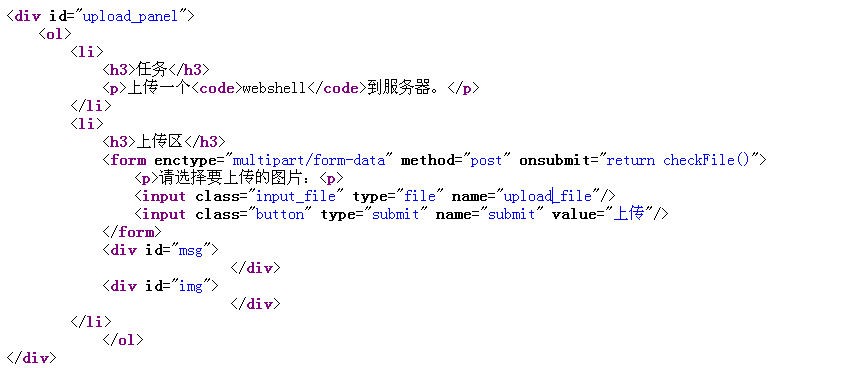 <div id="upload_panel">
<ol>
<li>
<h3>任务</h3>
<p>上传一个<code>webshell</code>到服务器。</p>
</li>
<li>
<h3>上传区</h3>
<form enctype="multipart/form-data" method="post" onsubmit="return checkFile()">
<p>请选择要上传的图片：<p>
<input class="input_file" type="file" name="upload_file"/>
<input class="button" type="submit" name="submit" value="上传"/>
</form>
<div id="msg">
</div>
<div id="img">
</div>
</li>
</ol>
</div>